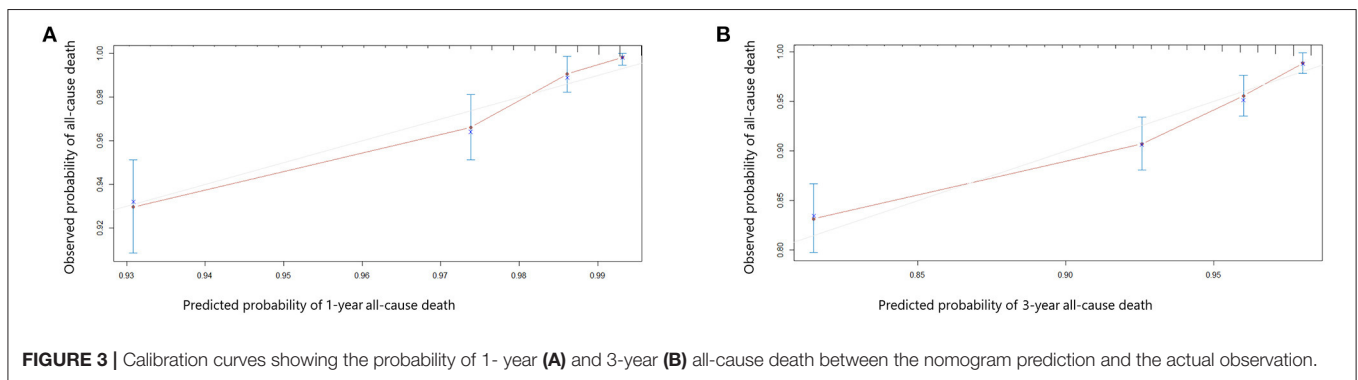 A
Observed probability of all-cause death
1.00
0.98
0.96
0.94
0.92
0.93 0.94 0.95 0.96 0.97 0.98 0.99
Predicted probability of 1-year all-cause death
B
Observed probability of all-cause death
1.00
0.95
0.90
0.85
0.80
0.85 0.90 0.95
Predicted probability of 3-year all-cause death
FIGURE 3 | Calibration curves showing the probability of 1- year (A) and 3-year (B) all-cause death between the nomogram prediction and the actual observation.